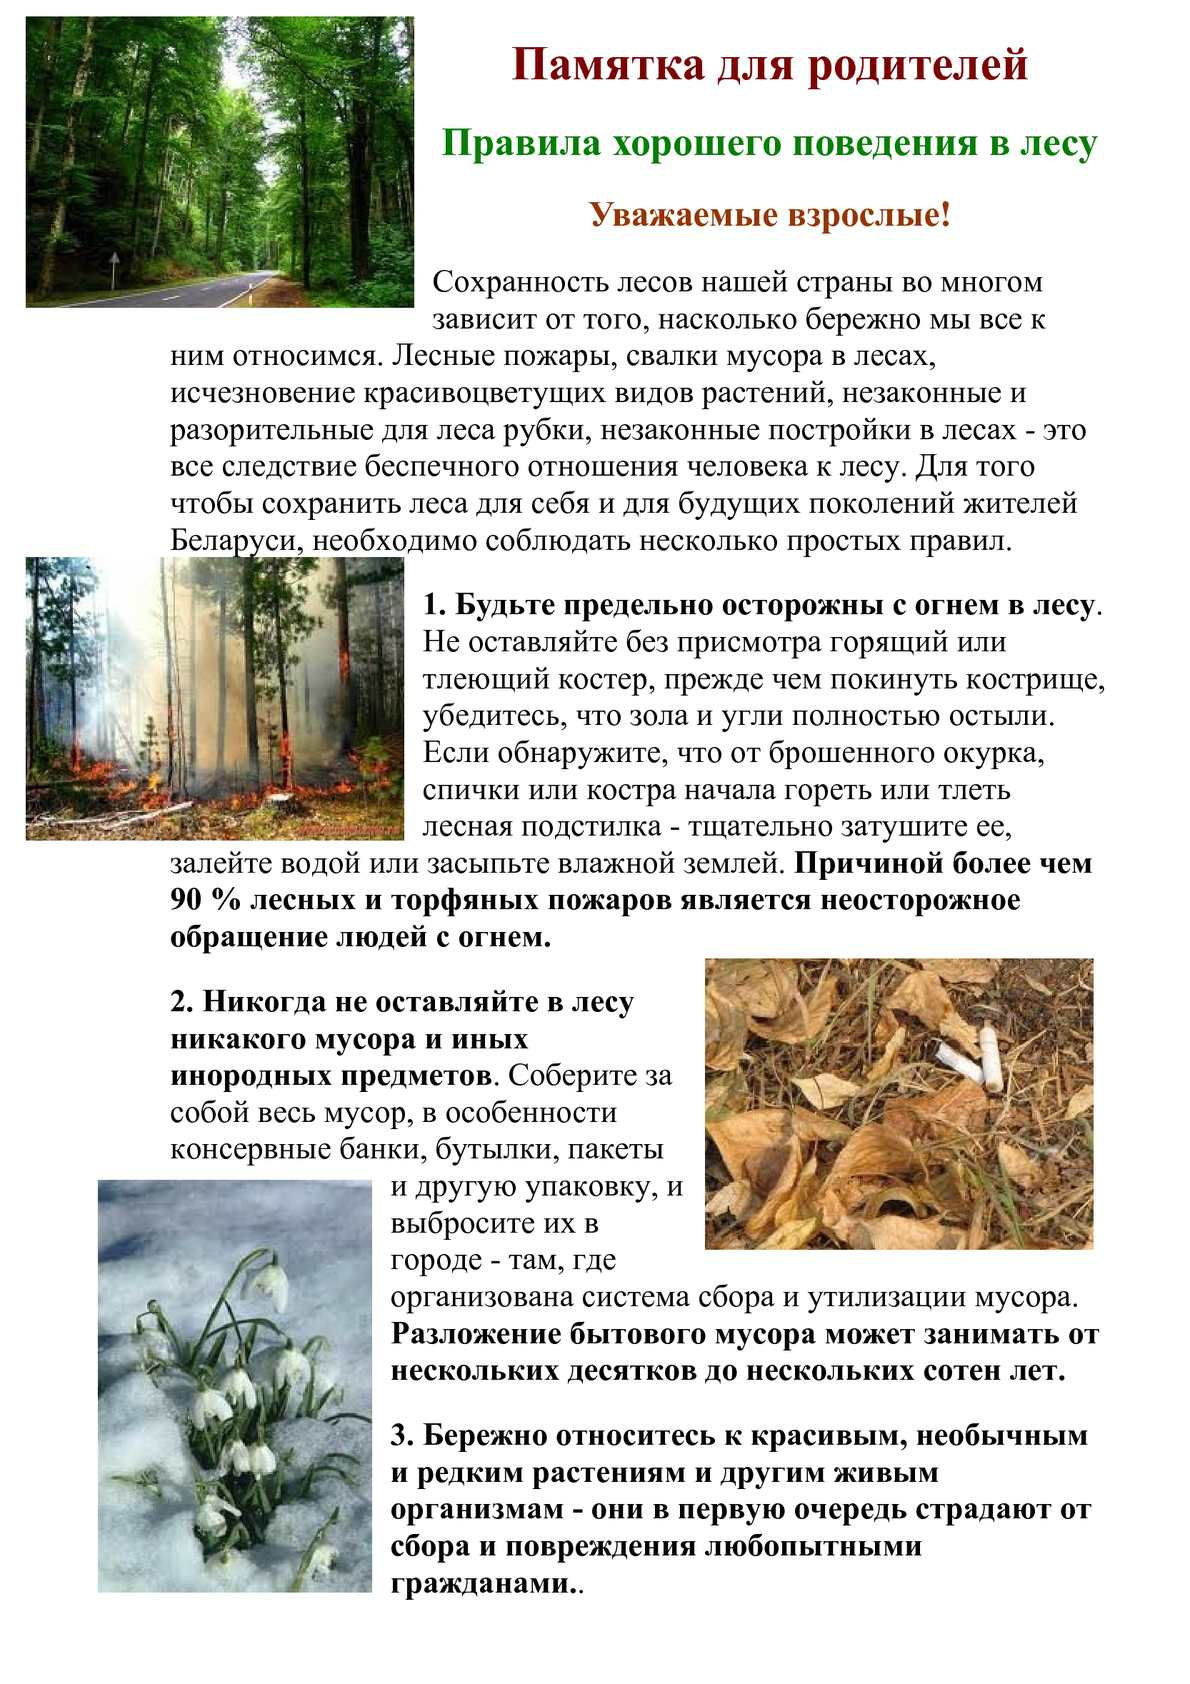 Памятка для родителей
Правила хорошего поведения в лесу
Уважаемые взрослые!
Сохранность лесов нашей страны во многом
зависит от того, насколько бережно мы все к
ним относимся. Лесные пожары, свалки мусора в лесах,
исчезновение красивоцветущих видов растений, незаконные и
разорительные для леса рубки, незаконные постройки в лесах - это
все следствие беспечного отношения человека к лесу. Для того
чтобы сохранить леса для себя и для будущих поколений жителей
Беларуси, необходимо соблюдать несколько простых правил.
1. Будьте предельно осторожны с огнем в лесу.
Не оставляйте без присмотра горящий или
тлеющий костер, прежде чем покинуть кострище,
убедитесь, что зола и угли полностью остыли.
Если обнаружите, что от брошенного окурка,
спички или костра начала гореть или тлеть
лесная подстилка - тщательно затушите ее,
залейте водой или засыпьте влажной землей. Причиной более чем
90 % лесных и торфяных пожаров является неосторожное
обращение людей с огнем.
2. Никогда не оставляйте в лесу
никакого мусора и иных
инородных предметов. Соберите за
собой весь мусор, в особенности
консервные банки, бутылки, пакеты
и другую упаковку, и
выбросите их в
городе - там, где
организована система сбора и утилизации мусора.
Разложение бытового мусора может занимать от
нескольких десятков до нескольких сотен лет.
3. Бережно относитесь к красивым, необычным
и редким растениям и другим живым
организмам - они в первую очередь страдают от
сбора и повреждения любопытными
гражданами..